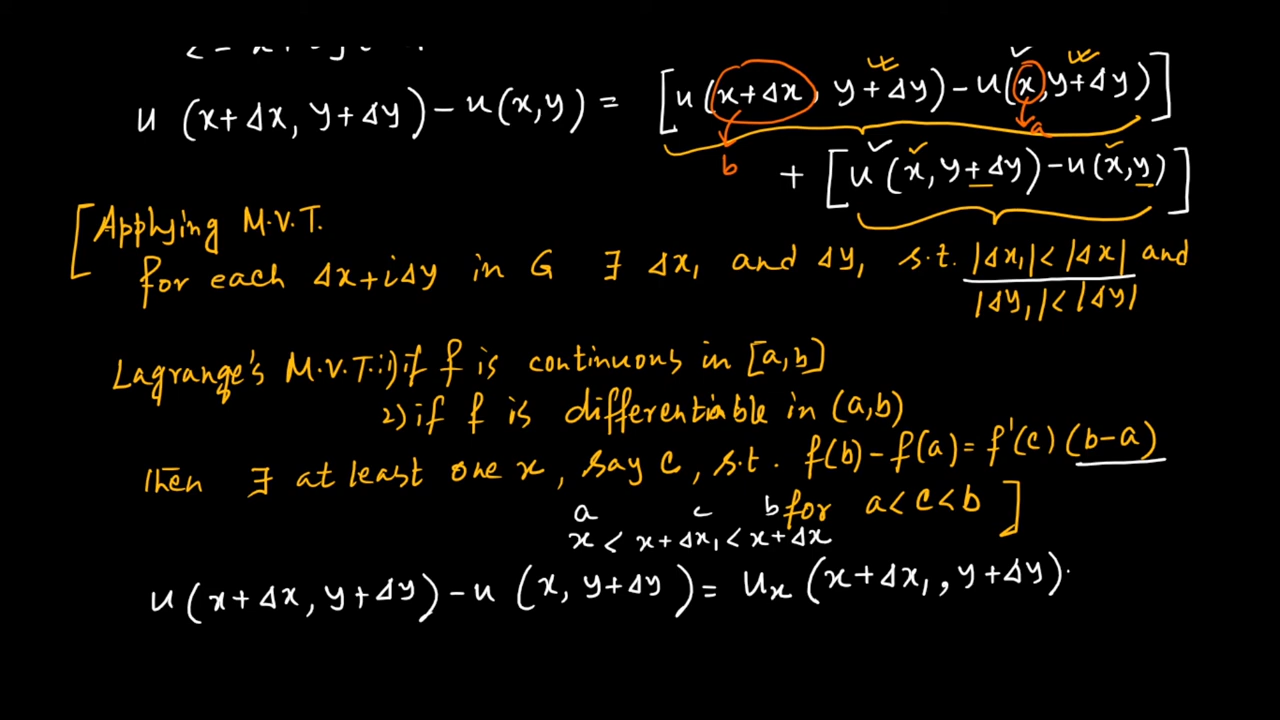 u (x+Δx, y+Δy) - u(x,y) = [u(x+Δx, y+Δy) - u(x, y+Δy)]
b
a
+ [u(x, y+Δy) - u(x,y)]
[Applying M.V.T.
for each Δx+iΔy in G ∃ Δx₁ and Δy₁ s.t. |Δx₁|<|Δx| and
|Δy₁|<|Δy|
Lagrange's M.V.T.: 1) if f is continuous in [a,b]
2) if f is differentiable in (a,b)
Then ∃ at least one x, say c, s.t. f(b)-f(a)=f'(c)(b-a)
for a<c<b]
a c b
x < x+Δx₁ < x+Δx
u(x+Δx, y+Δy) - u(x, y+Δy) = uₓ(x+Δx₁, y+Δy).